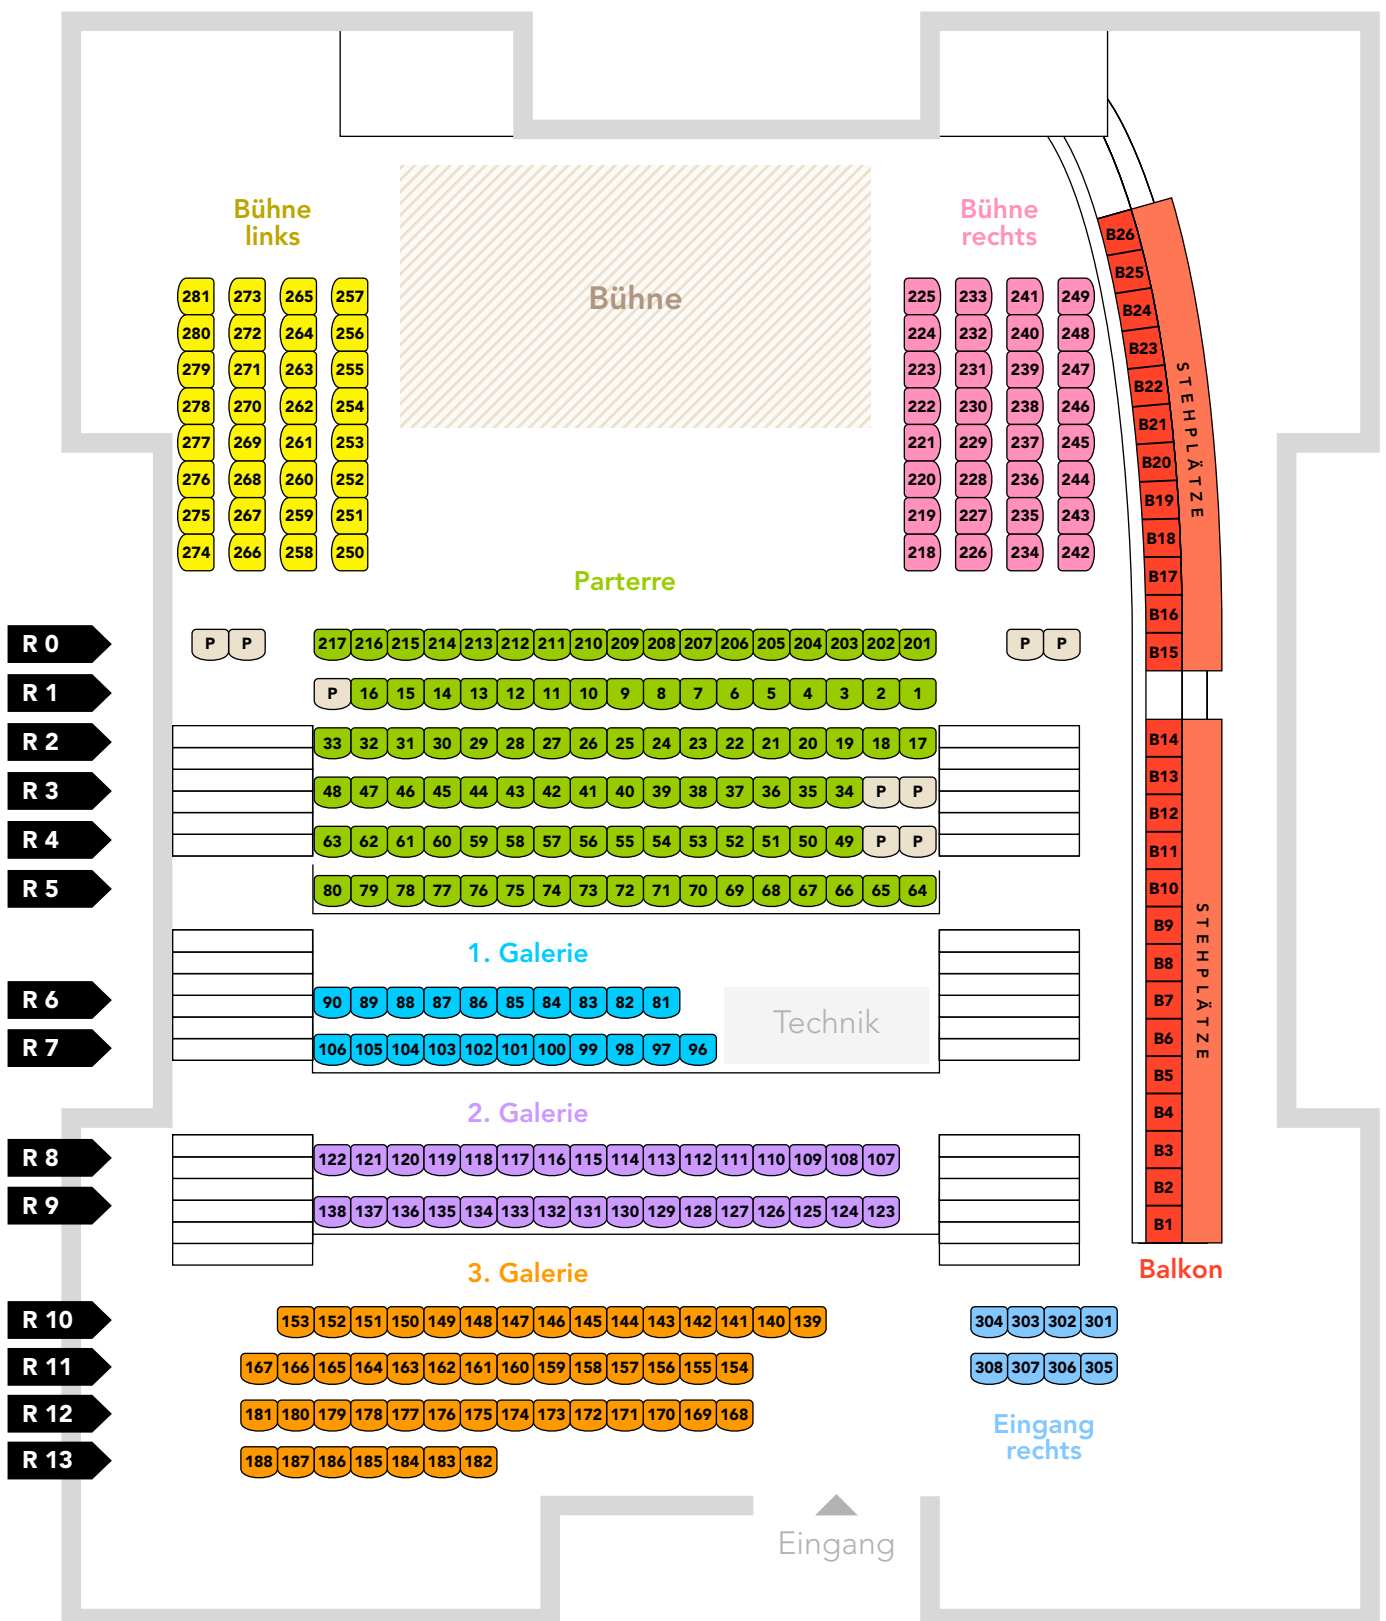 Bühne
links
Bühne
Bühne
rechts
281 273 265 257
280 272 264 256
279 271 263 255
278 270 262 254
277 269 261 253
276 268 260 252
275 267 259 251
274 266 258 250
225 233 241 249
224 232 240 248
223 231 239 247
222 230 238 246
221 229 237 245
220 228 236 244
219 227 235 243
218 226 234 242
Parterre
R 0 P P 217 216 215 214 213 212 211 210 209 208 207 206 205 204 203 202 201 P P
R 1 P 16 15 14 13 12 11 10 9 8 7 6 5 4 3 2 1
R 2 33 32 31 30 29 28 27 26 25 24 23 22 21 20 19 18 17
R 3 48 47 46 45 44 43 42 41 40 39 38 37 36 35 34 P P
R 4 63 62 61 60 59 58 57 56 55 54 53 52 51 50 49 P P
R 5 80 79 78 77 76 75 74 73 72 71 70 69 68 67 66 65 64
1. Galerie
R 6 90 89 88 87 86 85 84 83 82 81
R 7 106 105 104 103 102 101 100 99 98 97 96
Technik
2. Galerie
R 8 122 121 120 119 118 117 116 115 114 113 112 111 110 109 108 107
R 9 138 137 136 135 134 133 132 131 130 129 128 127 126 125 124 123
3. Galerie
R 10 153 152 151 150 149 148 147 146 145 144 143 142 141 140 139
R 11 167 166 165 164 163 162 161 160 159 158 157 156 155 154
R 12 181 180 179 178 177 176 175 174 173 172 171 170 169 168
R 13 188 187 186 185 184 183 182
304 303 302 301
308 307 306 305
Eingang
rechts
Eingang
B26
B25
B24
B23
B22
B21
B20
B19
B18
B17
B16
B15
STEHPLÄTZE
B14
B13
B12
B11
B10
B9
B8
B7
B6
B5
B4
B3
B2
B1
STEHPLÄTZE
Balkon